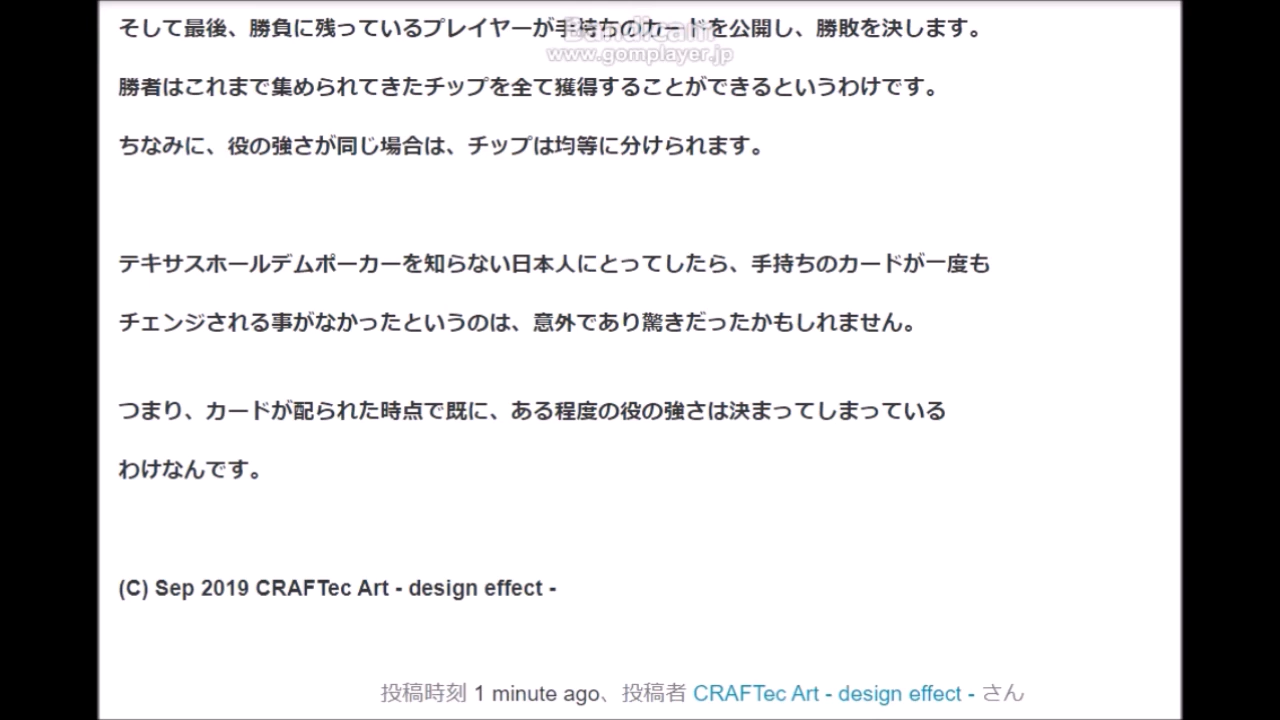 そして最後、勝負に残っているプレイヤーが手持ちのカードを公開し、勝敗を決します。
Bandicam
www.gomplayer.jp
勝者はこれまで集められてきたチップを全て獲得することができるというわけです。
ちなみに、役の強さが同じ場合は、チップは均等に分けられます。
テキサスホールデムポーカーを知らない日本人にとってしたら、手持ちのカードが一度も
チェンジされる事がなかったというのは、意外であり驚きだったかもしれません。
つまり、カードが配られた時点で既に、ある程度の役の強さは決まってしまっている
わけなんです。
(C) Sep 2019 CRAFTec Art - design effect -
投稿時刻 1 minute ago、投稿者 CRAFTec Art - design effect - さん